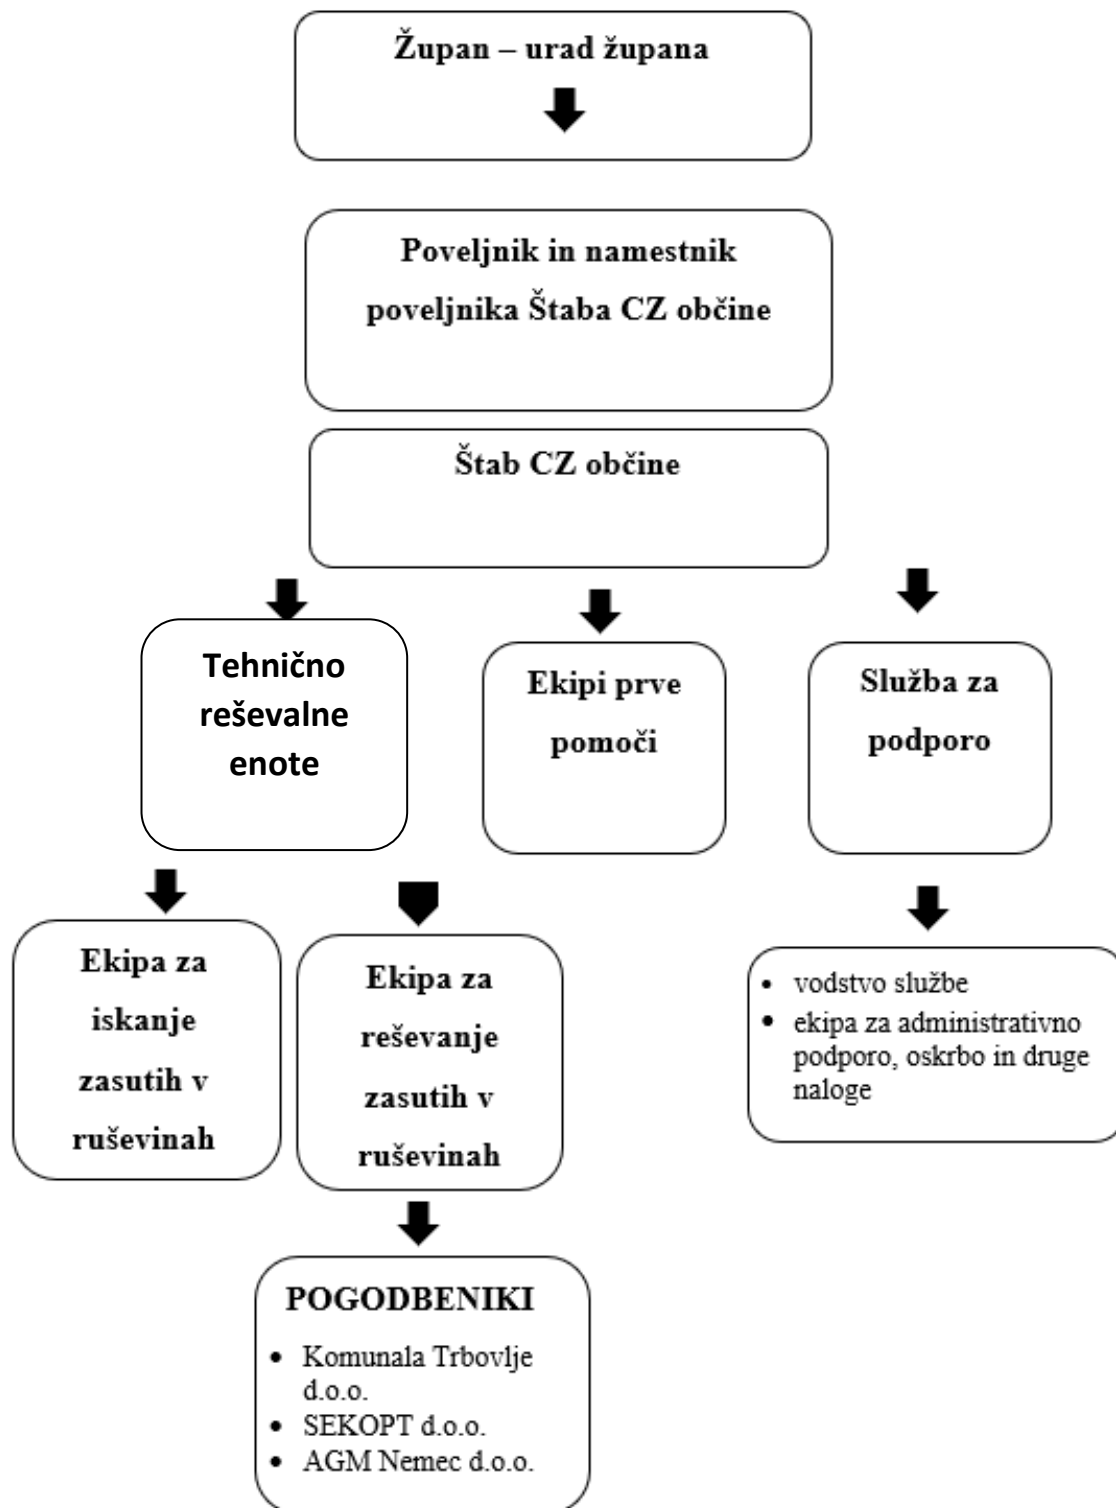 Župan – urad župana
Poveljnik in namestnik
poveljnika Štaba CZ občine
Štab CZ občine
Tehnično
reševalne
enote
Ekipi prve
pomoči
Služba za
podporo
Ekipa za
iskanje
zasutih v
ruševinah
Ekipa za
reševanje
zasutih v
ruševinah
• vodstvo službe
• ekipa za administrativno
podporo, oskrbo in druge
naloge
POGODBENIKI
• Komunala Trbovlje
d.o.o.
• SEKOPT d.o.o.
• AGM Nemec d.o.o.